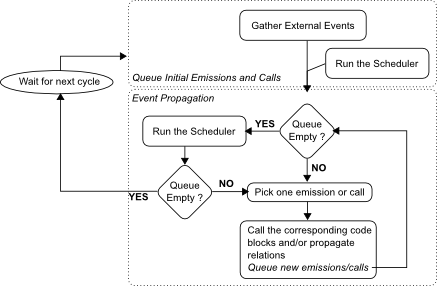 Gather External Events
Run the Scheduler
Wait for next cycle
Queue Initial Emissions and Calls
Event Propagation
Run the Scheduler
YES
Queue
Empty ?
NO
Queue
Empty ?
YES
NO
Pick one emission or call
Call the corresponding code
blocks and/or propagate
relations
Queue new emissions/calls